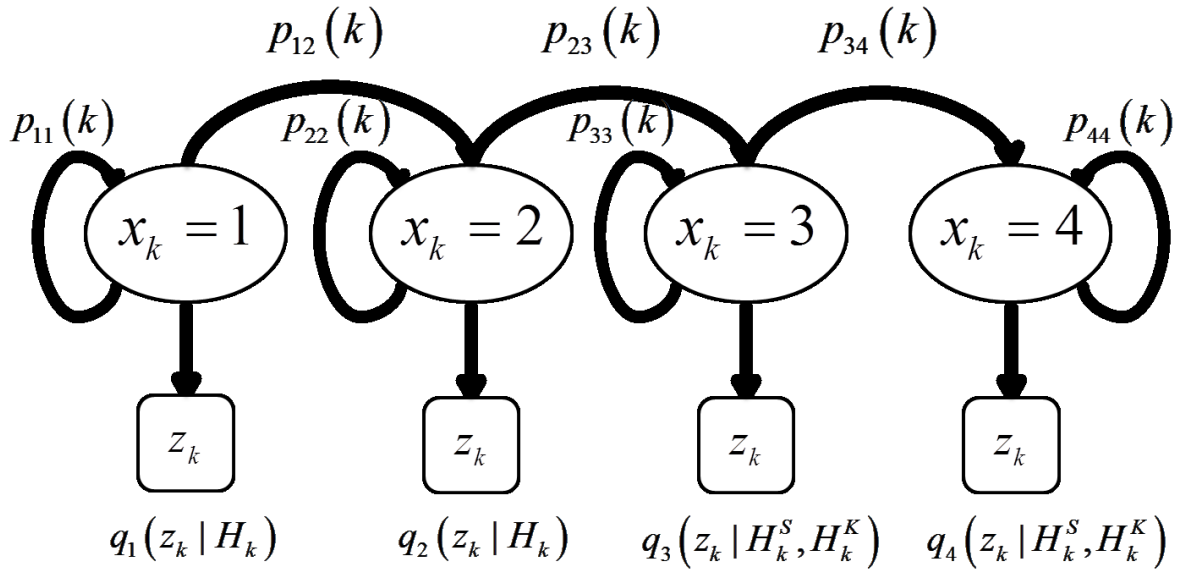 p₁₂(k) p₂₃(k) p₃₄(k)
p₁₁(k) p₂₂(k) p₃₃(k) p₄₄(k)
xₖ = 1 xₖ = 2 xₖ = 3 xₖ = 4
zₖ zₖ zₖ zₖ
q₁(zₖ | Hₖ) q₂(zₖ | Hₖ) q₃(zₖ | Hₖˢ, Hₖᴷ) q₄(zₖ | Hₖˢ, Hₖᴷ)